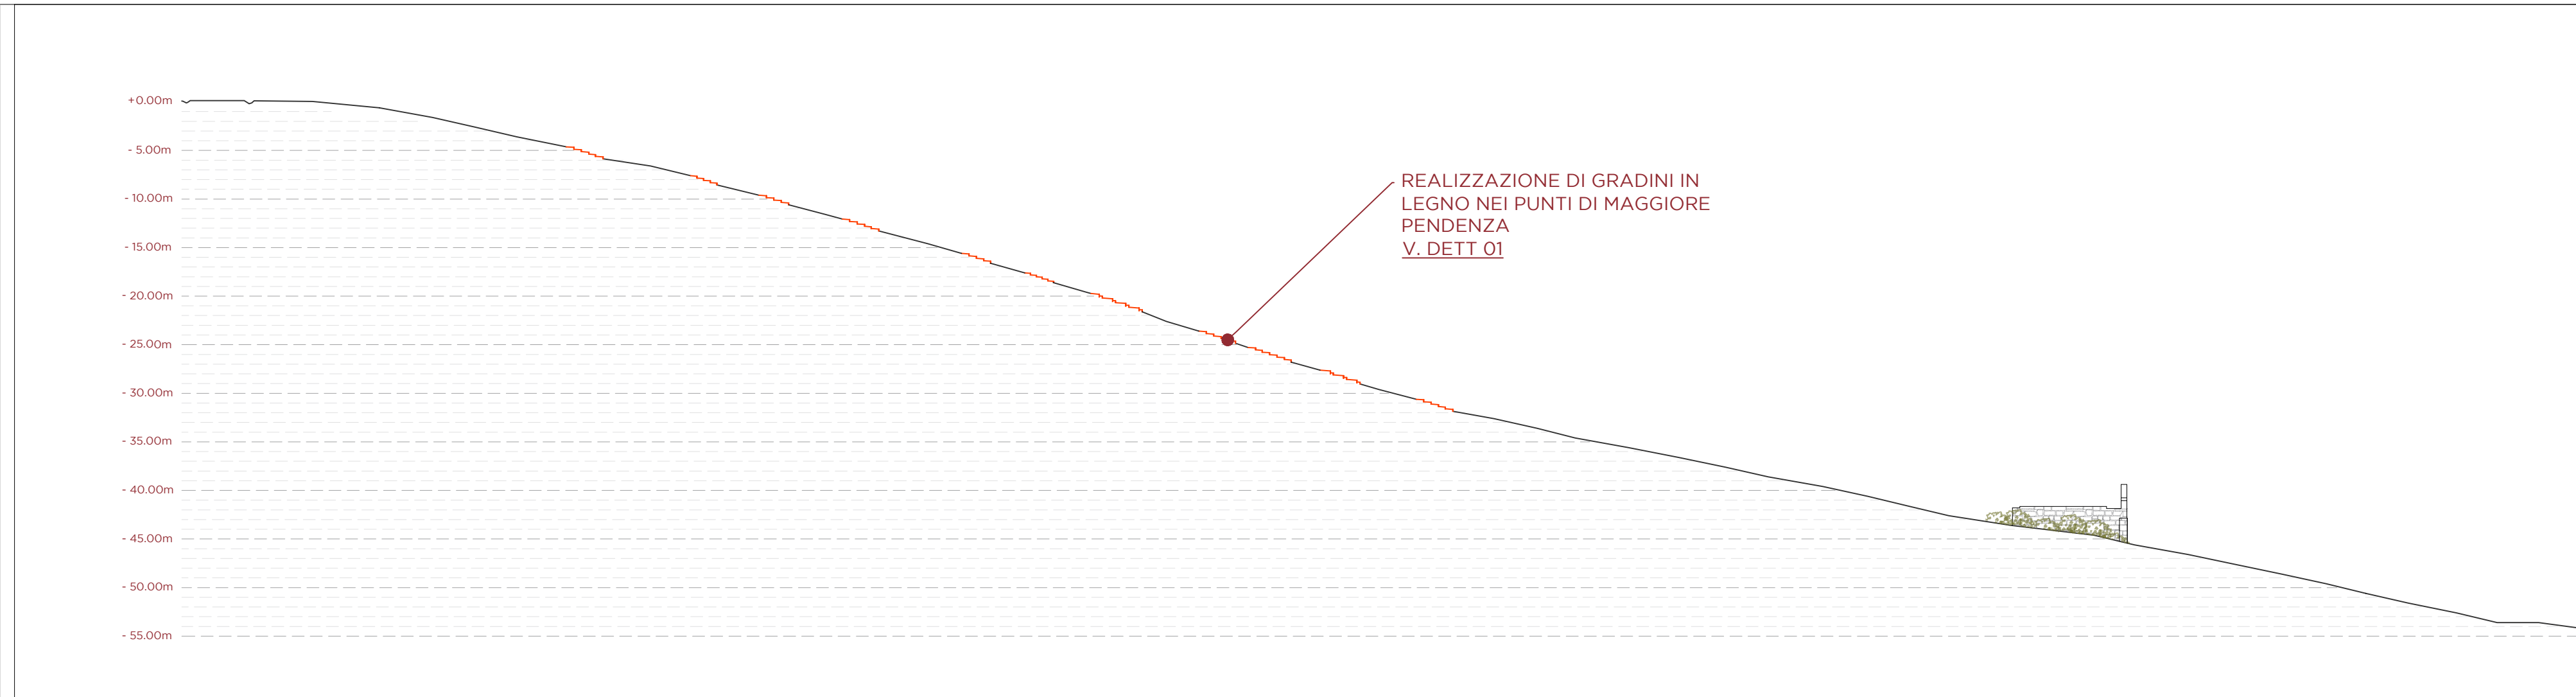 +0.00m
- 5.00m
- 10.00m
- 15.00m
- 20.00m
- 25.00m
- 30.00m
- 35.00m
- 40.00m
- 45.00m
- 50.00m
- 55.00m
REALIZZAZIONE DI GRADINI IN
LEGNO NEI PUNTI DI MAGGIORE
PENDENZA
V. DETT 01